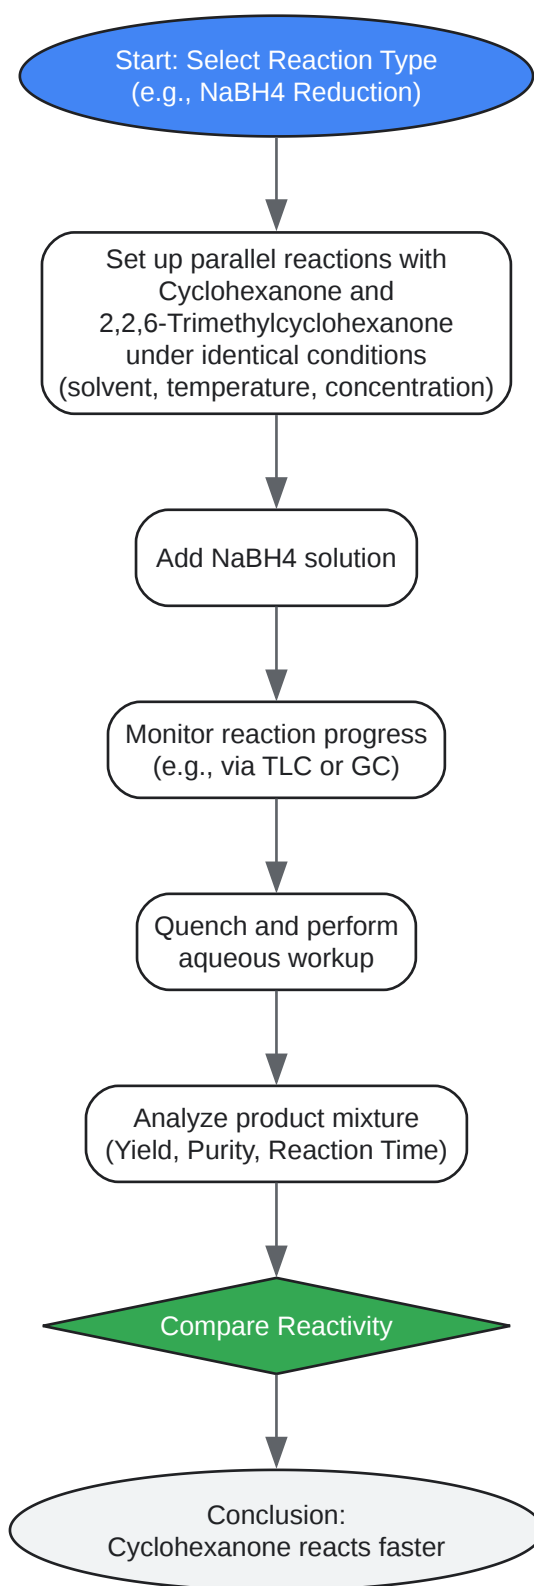 Start: Select Reaction Type
(e.g., NaBH4 Reduction)
Set up parallel reactions with
Cyclohexanone and
2,2,6-Trimethylcyclohexanone
under identical conditions
(solvent, temperature, concentration)
Add NaBH4 solution
Monitor reaction progress
(e.g., via TLC or GC)
Quench and perform
aqueous workup
Analyze product mixture
(Yield, Purity, Reaction Time)
Compare Reactivity
Conclusion:
Cyclohexanone reacts faster